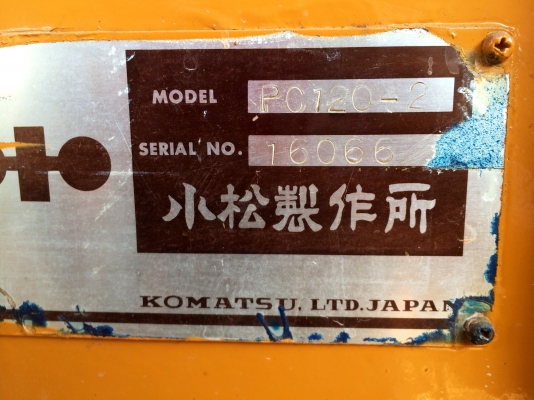 MODEL PC120-2
SERIAL NO. 16066
小松製作所
KOMATSU, LTD. JAPAN